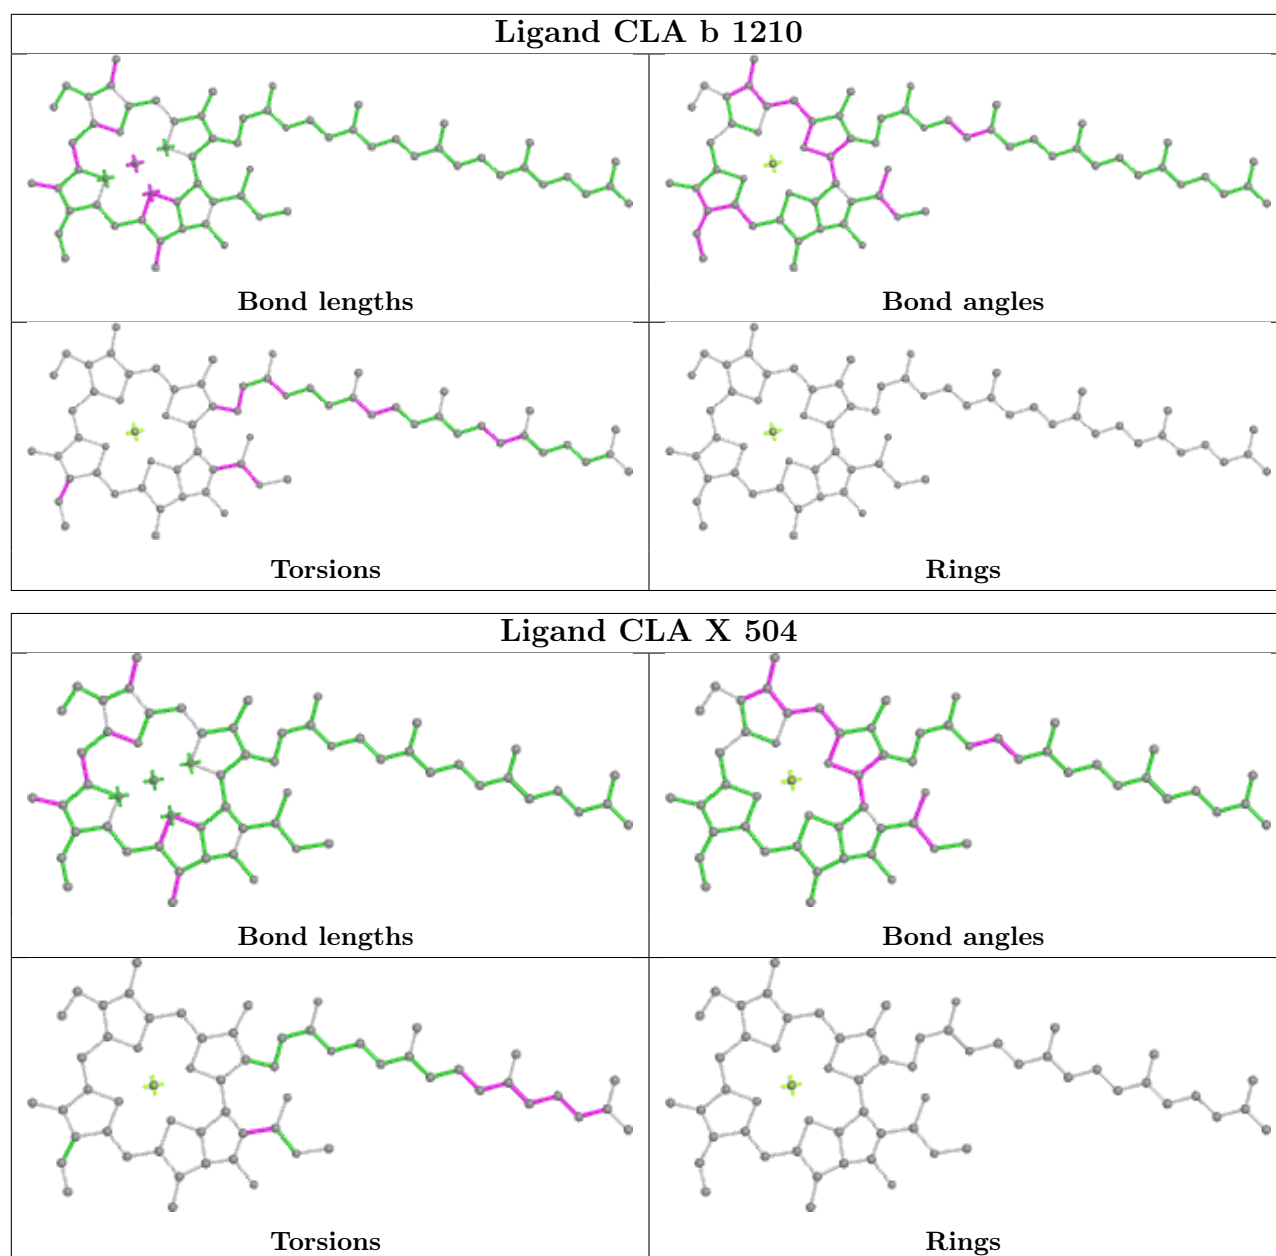 Ligand CLA b 1210
Bond lengths
Bond angles
Torsions
Rings
Ligand CLA X 504
Bond lengths
Bond angles
Torsions
Rings